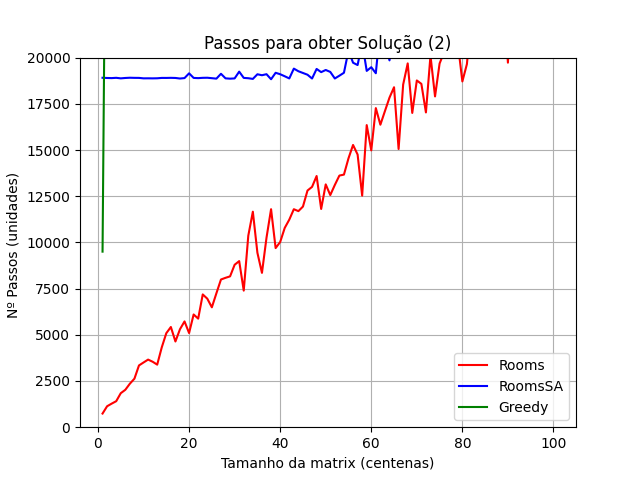 Passos para obter Solução (2)
Nº Passos (unidades)
20000
17500
15000
12500
10000
7500
5000
2500
0
0 20 40 60 80 100
Tamanho da matrix (centenas)
Rooms
RoomsSA
Greedy